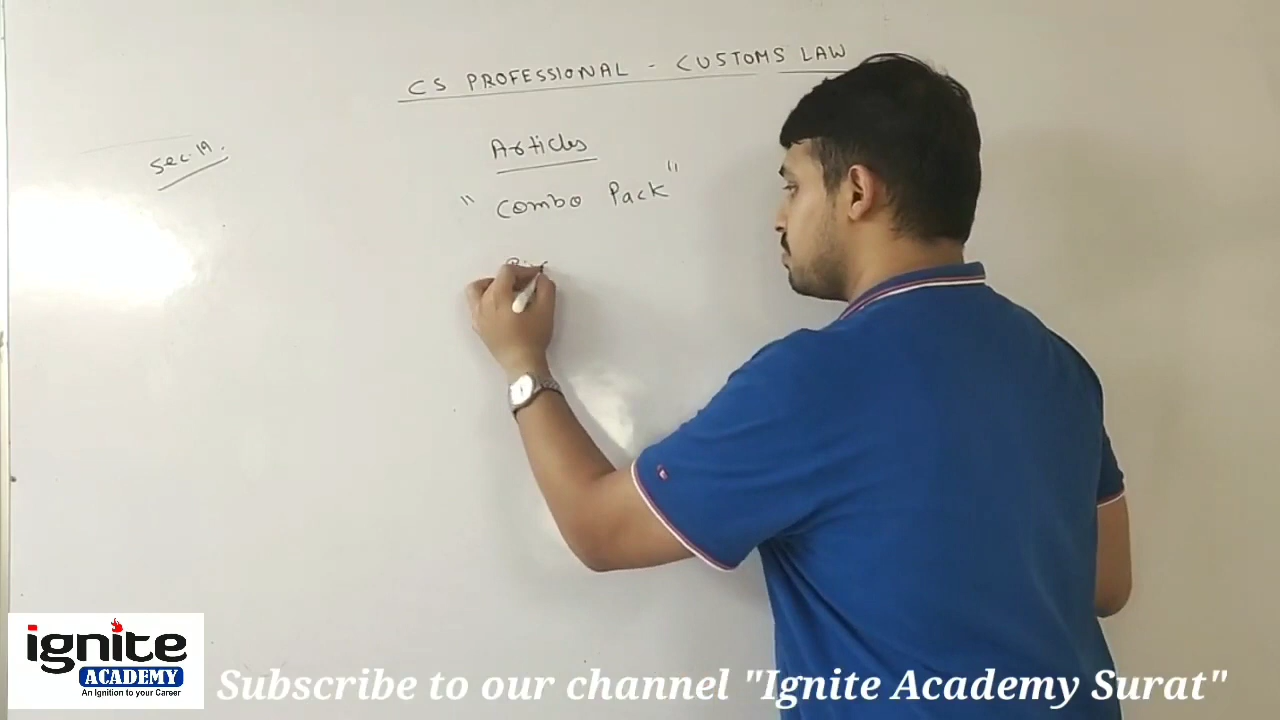 CS PROFESSIONAL - CUSTOMS LAW
Sec. 19.
Articles
"Combo Pack"
ignite
ACADEMY
An Ignition to your Career
Subscribe to our channel "Ignite Academy Surat"